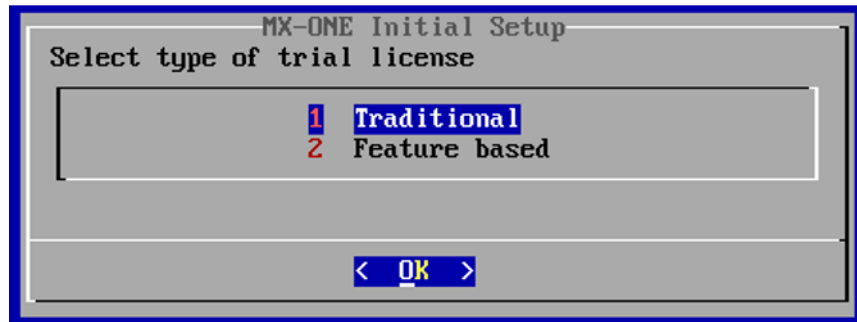 MX-ONE Initial Setup
Select type of trial license
1 Traditional
2 Feature based
< OK >